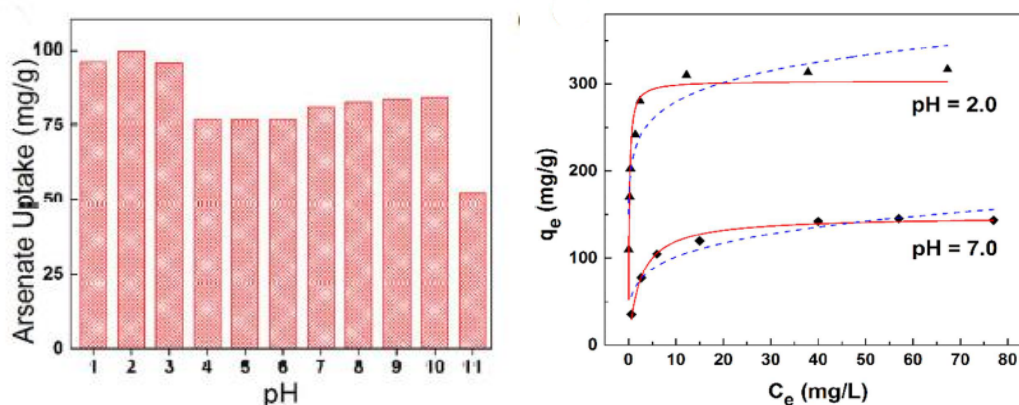 Arsenate Uptake (mg/g)
100
75
50
25
0
1 2 3 4 5 6 7 8 9 10 11
pH
qe (mg/g)
300
200
100
0
pH = 2.0
pH = 7.0
0 10 20 30 40 50 60 70 80
Ce (mg/L)